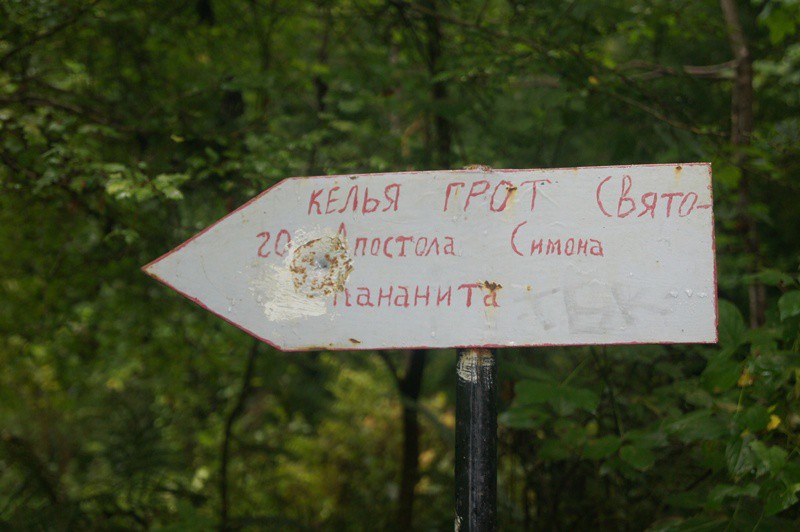 КЕЛЬЯ ГРОТ СВЯТО-
ГО АПОСТОЛА СИМОНА
КАНАНИТА